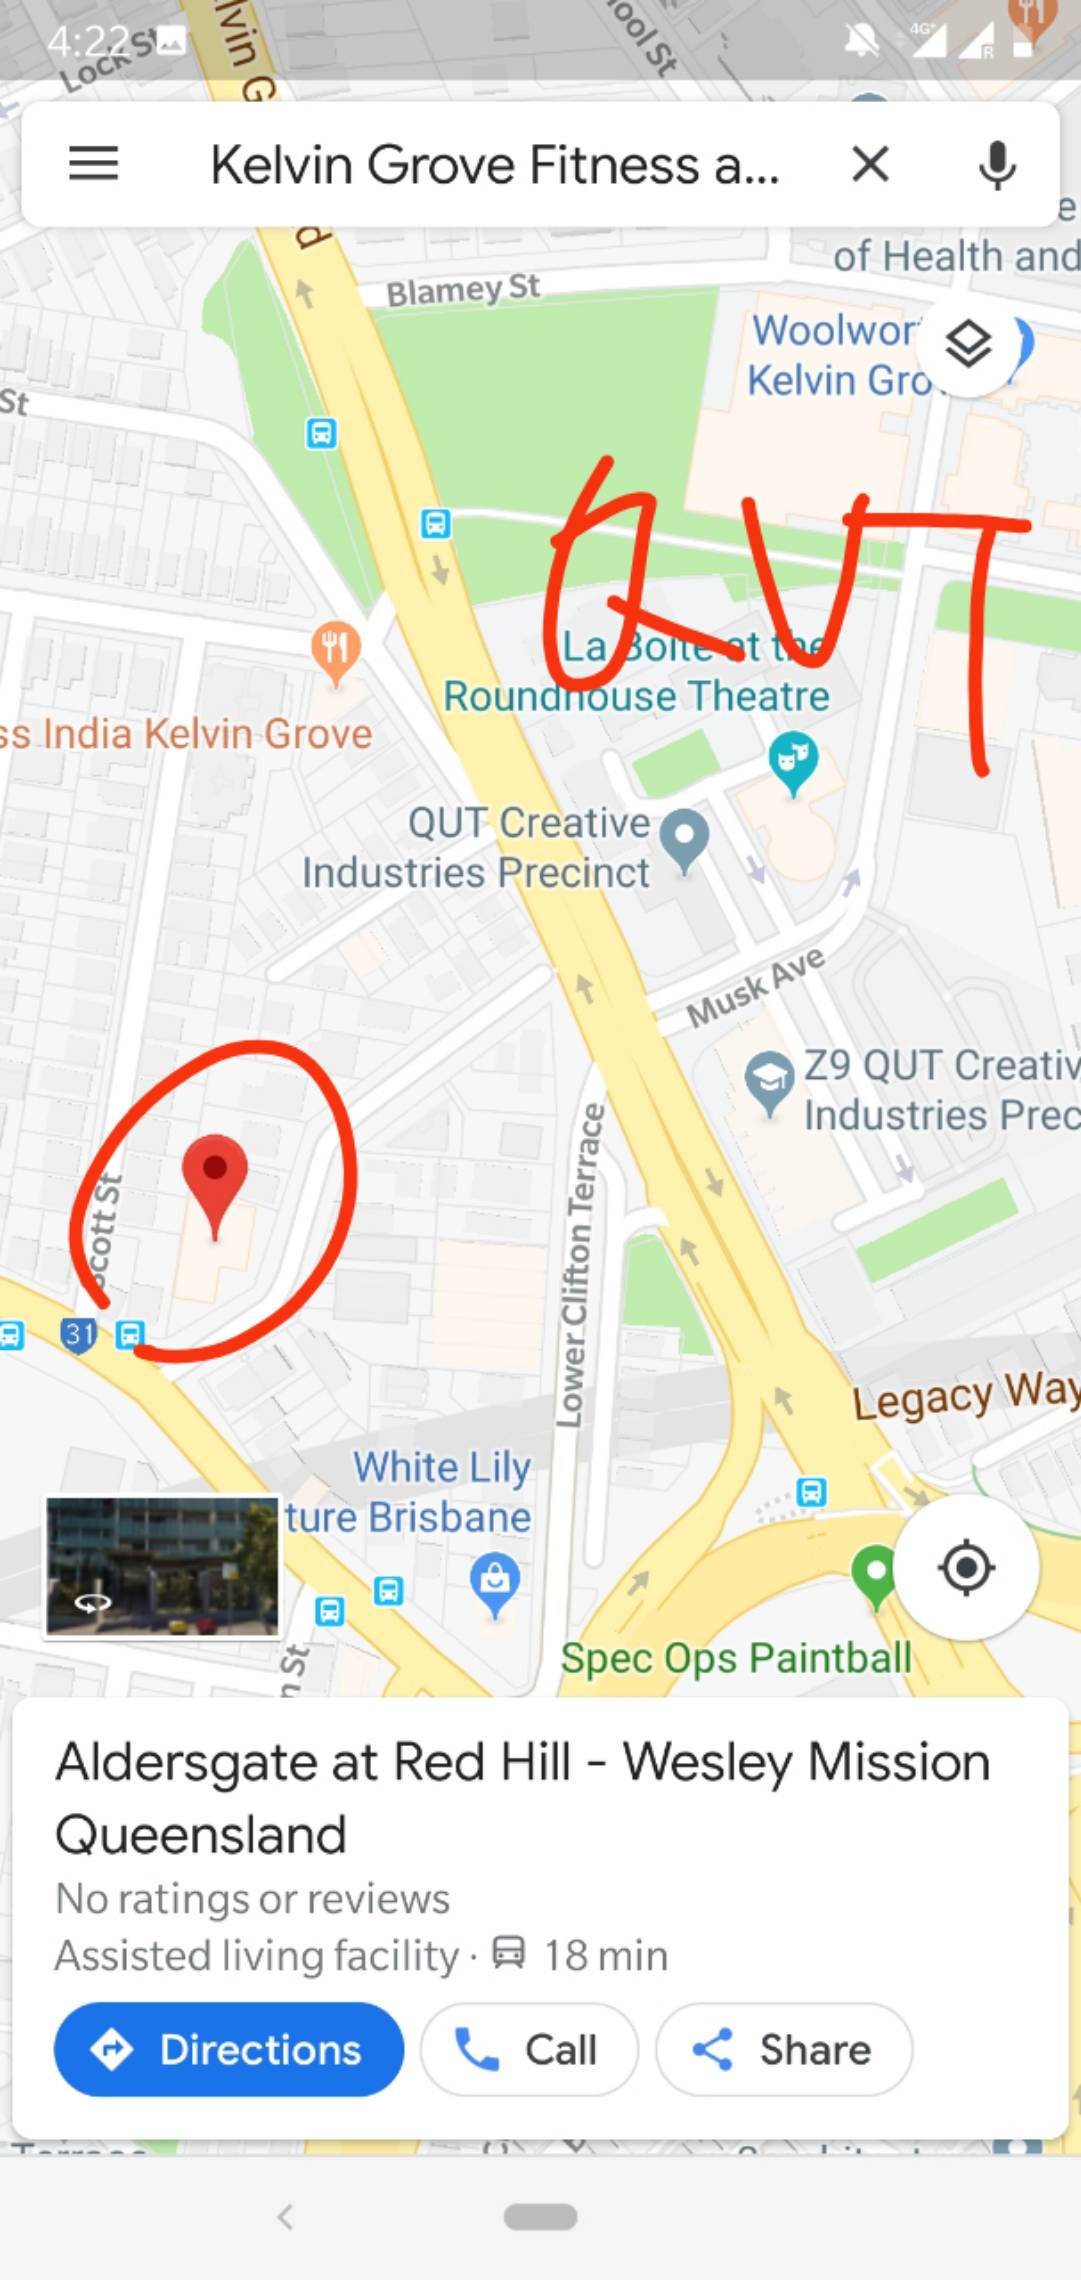 4:22
4G+
R
Lock St
lvin G
ool St
Kelvin Grove Fitness a...
d
of Health and
Blamey St
Woolwor
Kelvin Gro
St
QUT
La Boite at the
Roundhouse Theatre
ss India Kelvin Grove
QUT Creative
Industries Precinct
Musk Ave
Z9 QUT Creativ
Industries Prec
Scott St
Lower Clifton Terrace
31
Legacy Way
White Lily
ture Brisbane
n St
Spec Ops Paintball
Aldersgate at Red Hill - Wesley Mission
Queensland
No ratings or reviews
Assisted living facility · 18 min
Directions
Call
Share